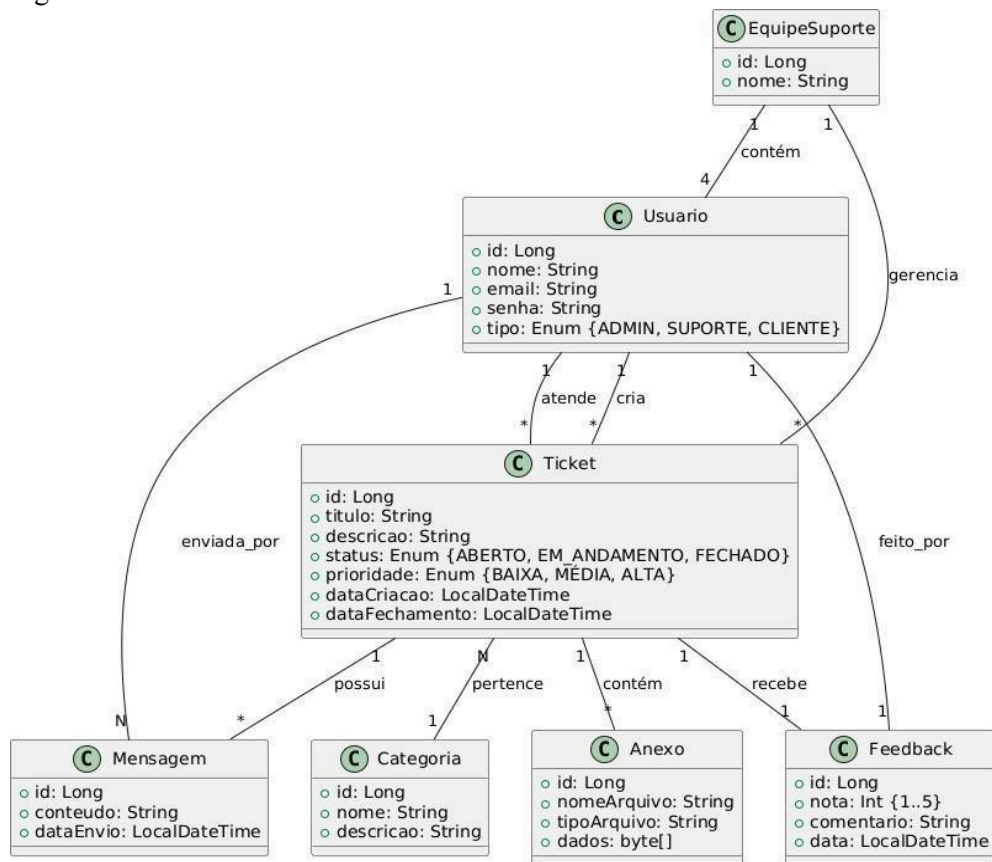 C EquipeSuporte
id: Long
nome: String
1
1
contém
4
C Usuario
id: Long
nome: String
email: String
senha: String
tipo: Enum {ADMIN, SUPORTE, CLIENTE}
gerencia
1
1
1
1
atende
cria
*
*
*
C Ticket
id: Long
titulo: String
descricao: String
status: Enum {ABERTO, EM_ANDAMENTO, FECHADO}
prioridade: Enum {BAIXA, MÉDIA, ALTA}
dataCriacao: LocalDateTime
dataFechamento: LocalDateTime
enviada_por
feito_por
1
N
1
1
possui
pertence
contém
recebe
N
*
1
*
1
1
C Mensagem
id: Long
conteudo: String
dataEnvio: LocalDateTime
C Categoria
id: Long
nome: String
descricao: String
C Anexo
id: Long
nomeArquivo: String
tipoArquivo: String
dados: byte[]
C Feedback
id: Long
nota: Int {1..5}
comentario: String
data: LocalDateTime